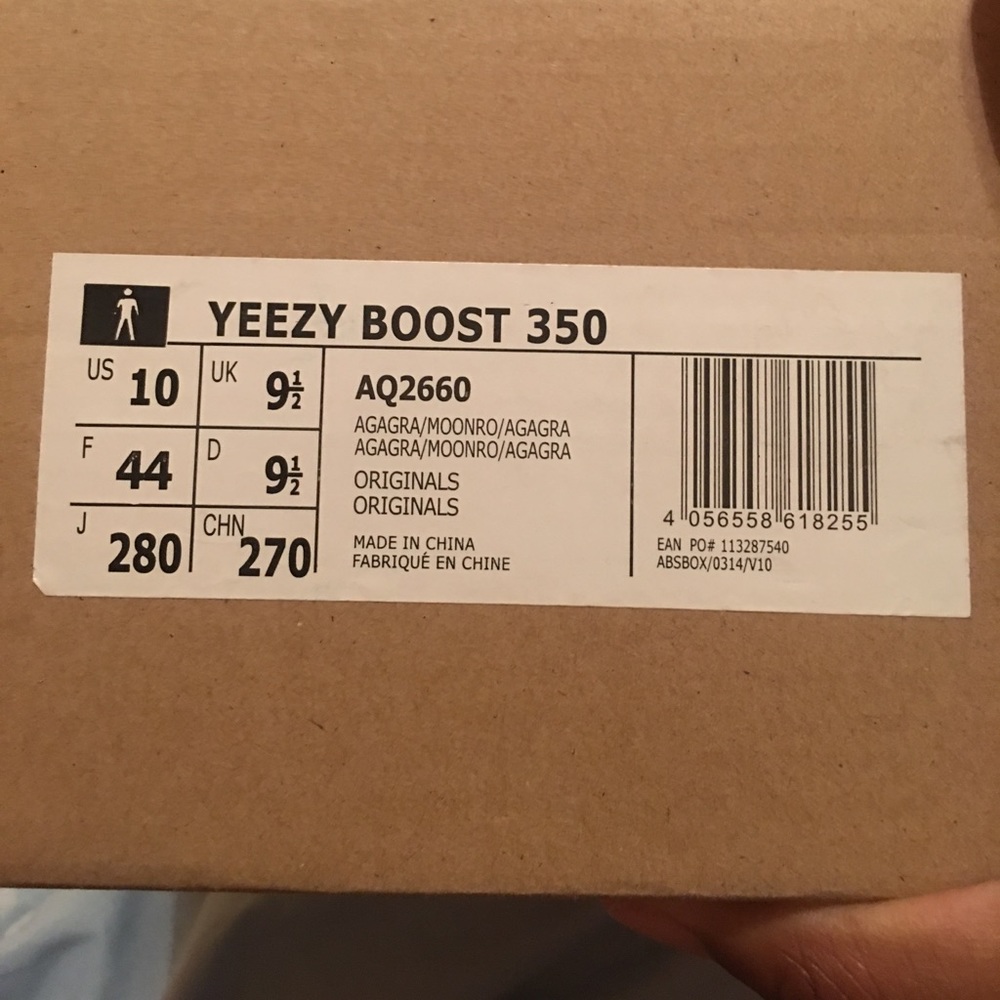 YEEZY BOOST 350
US 10 UK 9½
F 44 D 9½
J 280 CHN 270
AQ2660
AGAGRA/MOONRO/AGAGRA
AGAGRA/MOONRO/AGAGRA
ORIGINALS
ORIGINALS
MADE IN CHINA
FABRIQUÉ EN CHINE
4 056558 618255
EAN PO# 113287540
ABSBOX/0314/V10